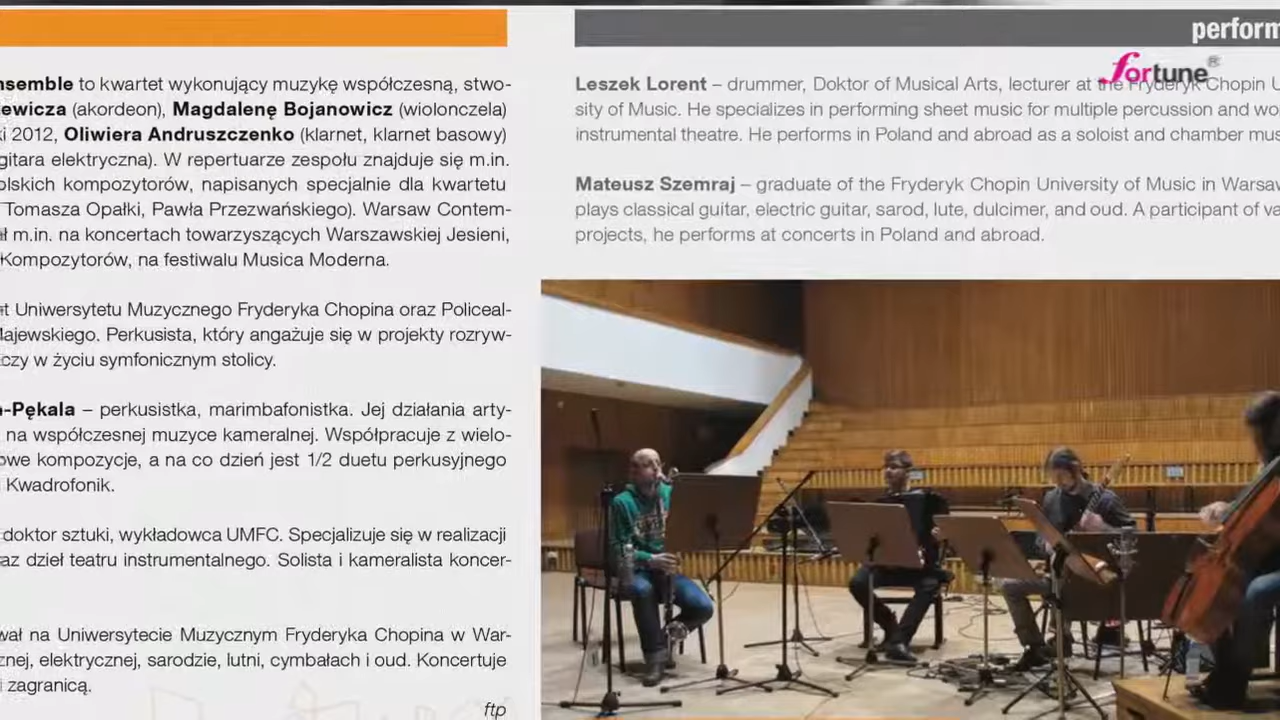 nsemble to kwartet wykonujący muzykę współczesną, stwo-
lewicza (akordeon), Magdalenę Bojanowicz (wiolonczela)
ki 2012, Oliwiera Andruszczenko (klarnet, klarnet basowy)
gitara elektryczna). W repertuarze zespołu znajduje się m.in.
olskich kompozytorów, napisanych specjalnie dla kwartetu
Tomasza Opałki, Pawła Przezwańskiego). Warsaw Contem-
ł m.in. na koncertach towarzyszących Warszawskiej Jesieni,
Kompozytorów, na festiwalu Musica Moderna.
t Uniwersytetu Muzycznego Fryderyka Chopina oraz Policeal-
Majewskiego. Perkusista, który angażuje się w projekty rozryw-
czy w życiu symfonicznym stolicy.
-Pękala – perkusistka, marimbafonistka. Jej działania arty-
na współczesnej muzyce kameralnej. Współpracuje z wielo-
owe kompozycje, a na co dzień jest 1/2 duetu perkusyjnego
Kwadrofonik.
doktor sztuki, wykładowca UMFC. Specjalizuje się w realizacji
az dzieł teatru instrumentalnego. Solista i kameralista koncer-
wał na Uniwersytecie Muzycznym Fryderyka Chopina w War-
znej, elektrycznej, sarodzie, lutni, cymbałach i oud. Koncertuje
i zagranicą.
ftp
perform
fortune®
Leszek Lorent – drummer, Doktor of Musical Arts, lecturer at the Fryderyk Chopin U
sity of Music. He specializes in performing sheet music for multiple percussion and wo
instrumental theatre. He performs in Poland and abroad as a soloist and chamber mus
Mateusz Szemraj – graduate of the Fryderyk Chopin University of Music in Warsaw
plays classical guitar, electric guitar, sarod, lute, dulcimer, and oud. A participant of va
projects, he performs at concerts in Poland and abroad.